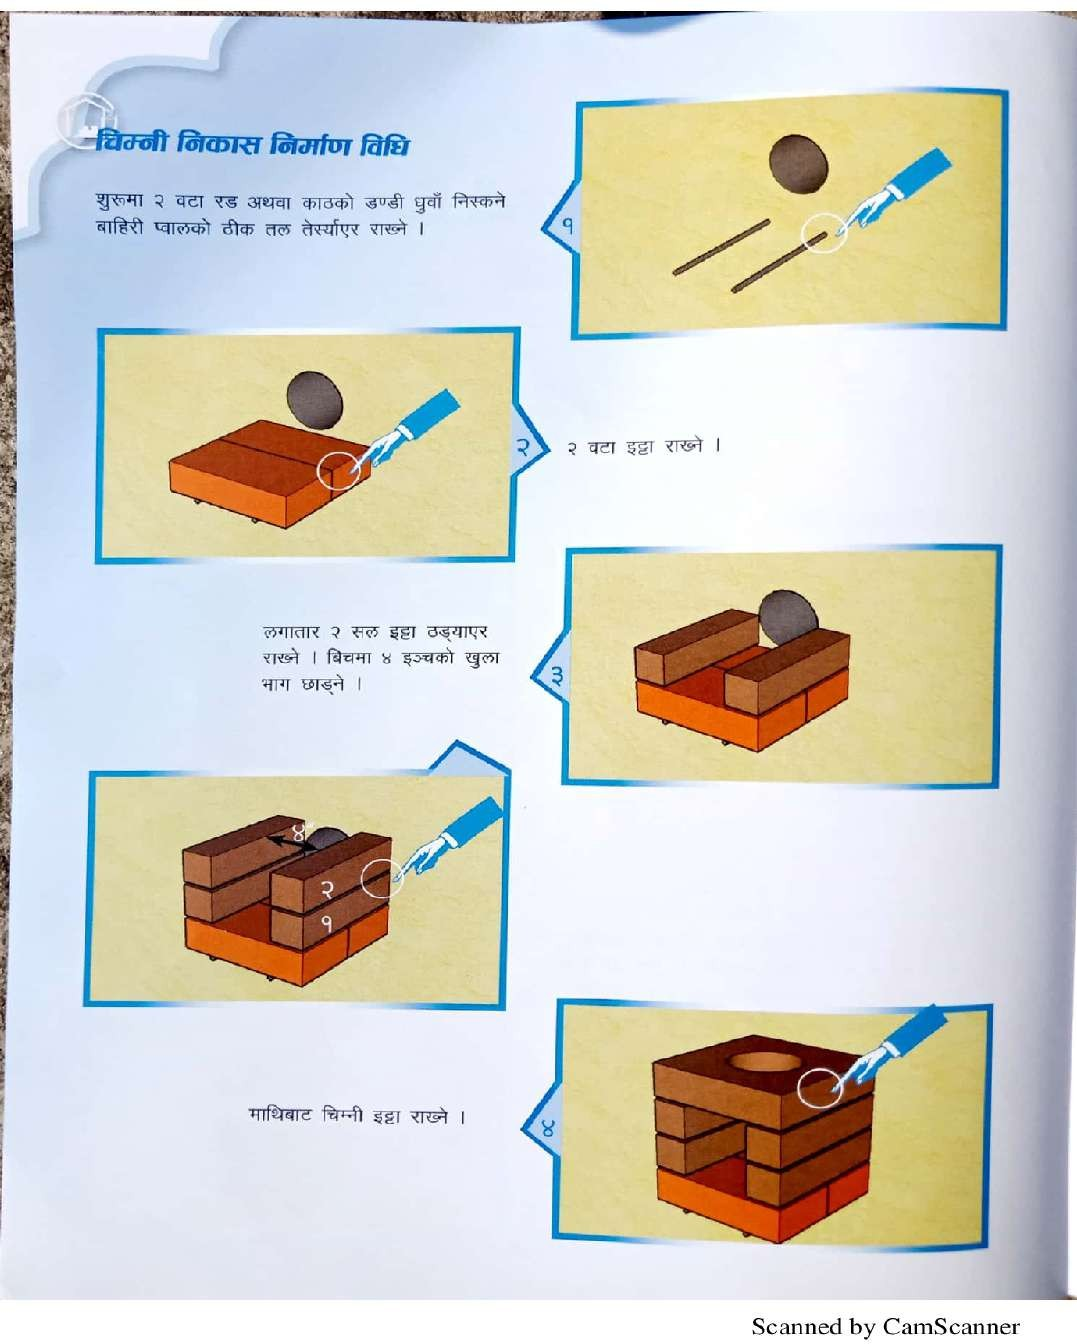 चिम्नी निकास निर्माण विधि
शुरूमा २ वटा रड अथवा काठको डण्डी धुवाँ निस्कने
बाहिरी प्वालको ठीक तल तेर्स्याएर राख्ने ।
१
२
२ वटा इट्टा राख्ने ।
लगातार २ सल इट्टा ठड्याएर
राख्ने । बिचमा ४ इञ्चको खुला
भाग छाड्ने ।
३
४"
२
१
माथिबाट चिम्नी इट्टा राख्ने ।
४
Scanned by CamScanner